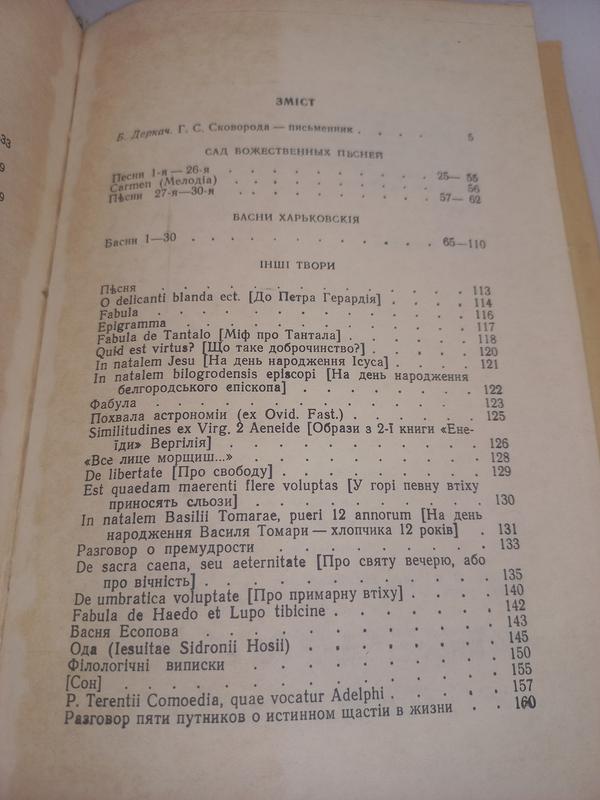 33
9
9
ЗМІСТ
Б. Деркач. Г. С. Сковорода — письменник . . . . 5
САД БОЖЕСТВЕННЫХ ПѢСНЕЙ
Песни 1-я — 26-я . . . . . . . . 25— 55
Carmen (Мелодіа) . . . . . . . . 56
Пѣсни 27-я—30-я . . . . . . . . 57— 62
БАСНИ ХАРЬКОВСКІЯ
Басни 1—30 . . . . . . . . . . 65—110
ІНШІ ТВОРИ
Пѣсня . . . . . . . . . . 113
O delicanti blanda est. [До Петра Герардія] . . . . 114
Fabula . . . . . . . . . . 116
Epigramma . . . . . . . . . 117
Fabula de Tantalo [Міф про Тантала] . . . . . 118
Quid est virtus? [Що таке доброчинство?] . . . . 120
In natalem Jesu [На день народження Ісуса] . . . . 121
In natalem bilogrodensis episcopi [На день народження
белгородського єпіскопа] . . . . . . 122
Фабула . . . . . . . . . . 123
Похвала астрономіи (ex Ovid. Fast.) . . . . . 125
Similitudines ex Virg. 2 Aeneide [Образи з 2-ї книги «Ене-
їди» Вергілія] . . . . . . . . 126
«Все лице морщиш...» . . . . . . . 128
De libertate [Про свободу] . . . . . . 129
Est quaedam maerenti flere voluptas [У горі певну втіху
приносять сльози] . . . . . . . 130
In natalem Basilii Tomarae, pueri 12 annorum [На день
народження Василя Томари — хлопчика 12 років] . 131
Разговор о премудрости . . . . . . 133
De sacra caena, seu aeternitate [Про святу вечерю, або
про вічність] . . . . . . . . 135
De umbratica voluptate [Про примарну втіху] . . . 140
Fabula de Haedo et Lupo tibicine . . . . . 142
Басня Есопова . . . . . . . . 143
Ода (Iesuitae Sidronii Hosii) . . . . . . 145
Філологічні виписки . . . . . . . 150
[Сон] . . . . . . . . . . 155
P. Terentii Comoedia, quae vocatur Adelphi . . . . 157
Разговор пяти путников о истинном щастіи в жизни . . 160